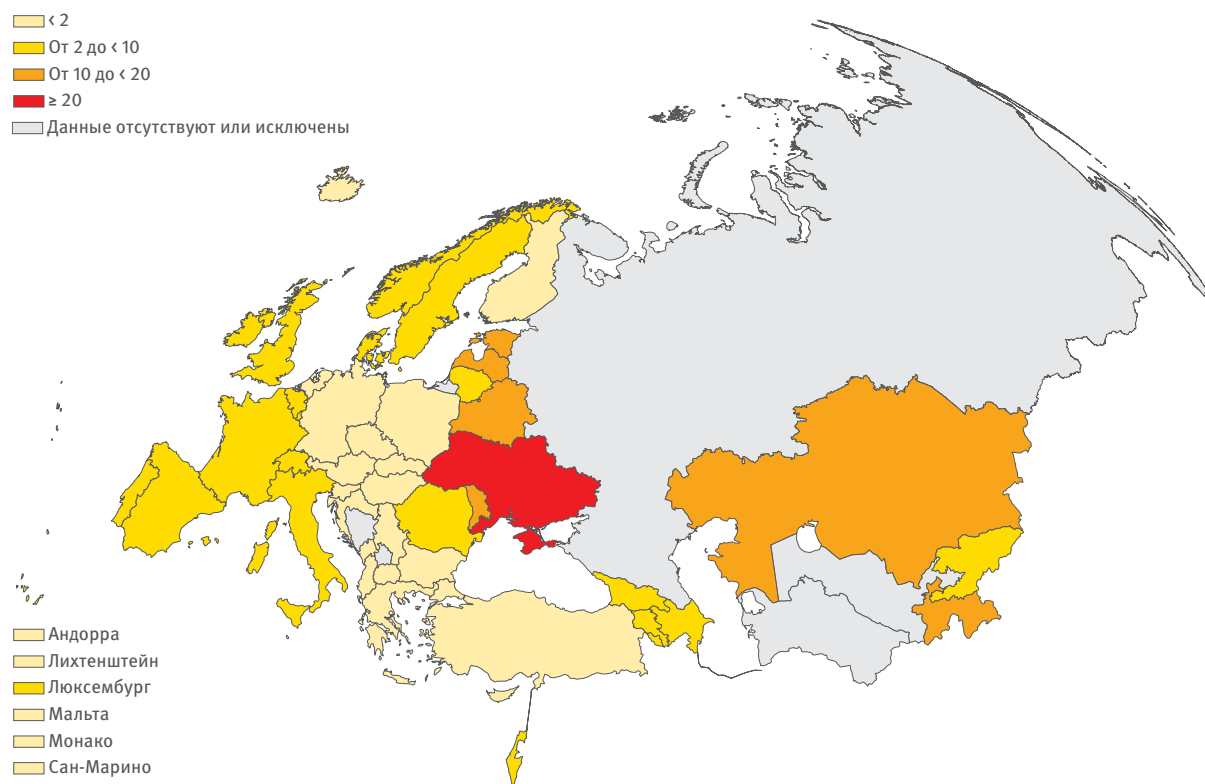 < 2
От 2 до < 10
От 10 до < 20
≥ 20
Данные отсутствуют или исключены
Андорра
Лихтенштейн
Люксембург
Мальта
Монако
Сан-Марино